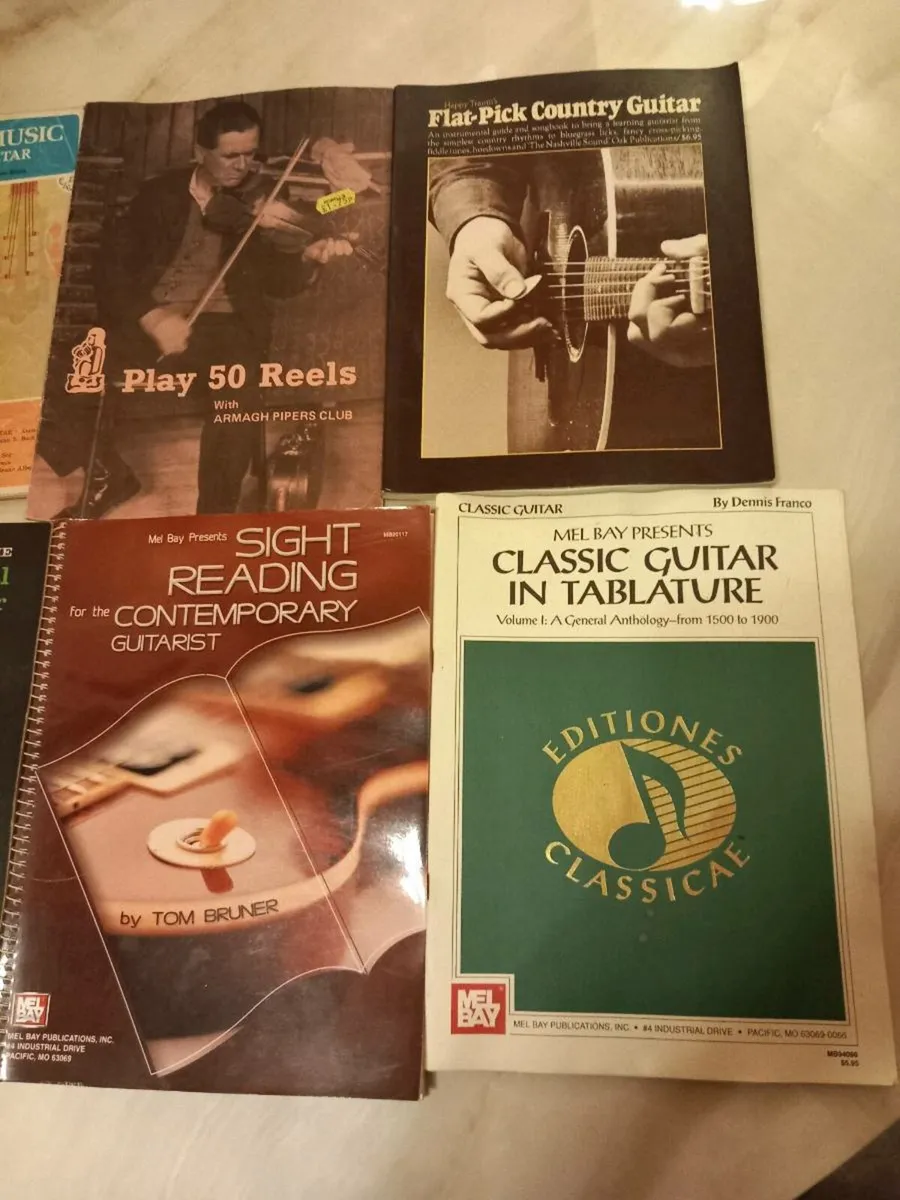 MUSIC
TAR
Play 50 Reels
With
ARMAGH PIPERS CLUB
Happy Traum's
Flat-Pick Country Guitar
An instrumental guide and songbook to being a learning guitarist from
the simplest country rhythms to bluegrass licks, fancy cross-picking,
fiddle tunes, hoedowns and 'The Nashville Sound'. Oak Publications/$6.95
Mel Bay Presents
MB20117
SIGHT
READING
For the CONTEMPORARY
GUITARIST
by TOM BRUNER
MEL
BAY
MEL BAY PUBLICATIONS, INC.
#4 INDUSTRIAL DRIVE
PACIFIC, MO 63069
CLASSIC GUITAR
By Dennis Franco
MEL BAY PRESENTS
CLASSIC GUITAR
IN TABLATURE
Volume I: A General Anthology—from 1500 to 1900
EDITIONES
CLASSICAE
MEL
BAY
MEL BAY PUBLICATIONS, INC. • #4 INDUSTRIAL DRIVE • PACIFIC, MO 63069-0066
$5.95